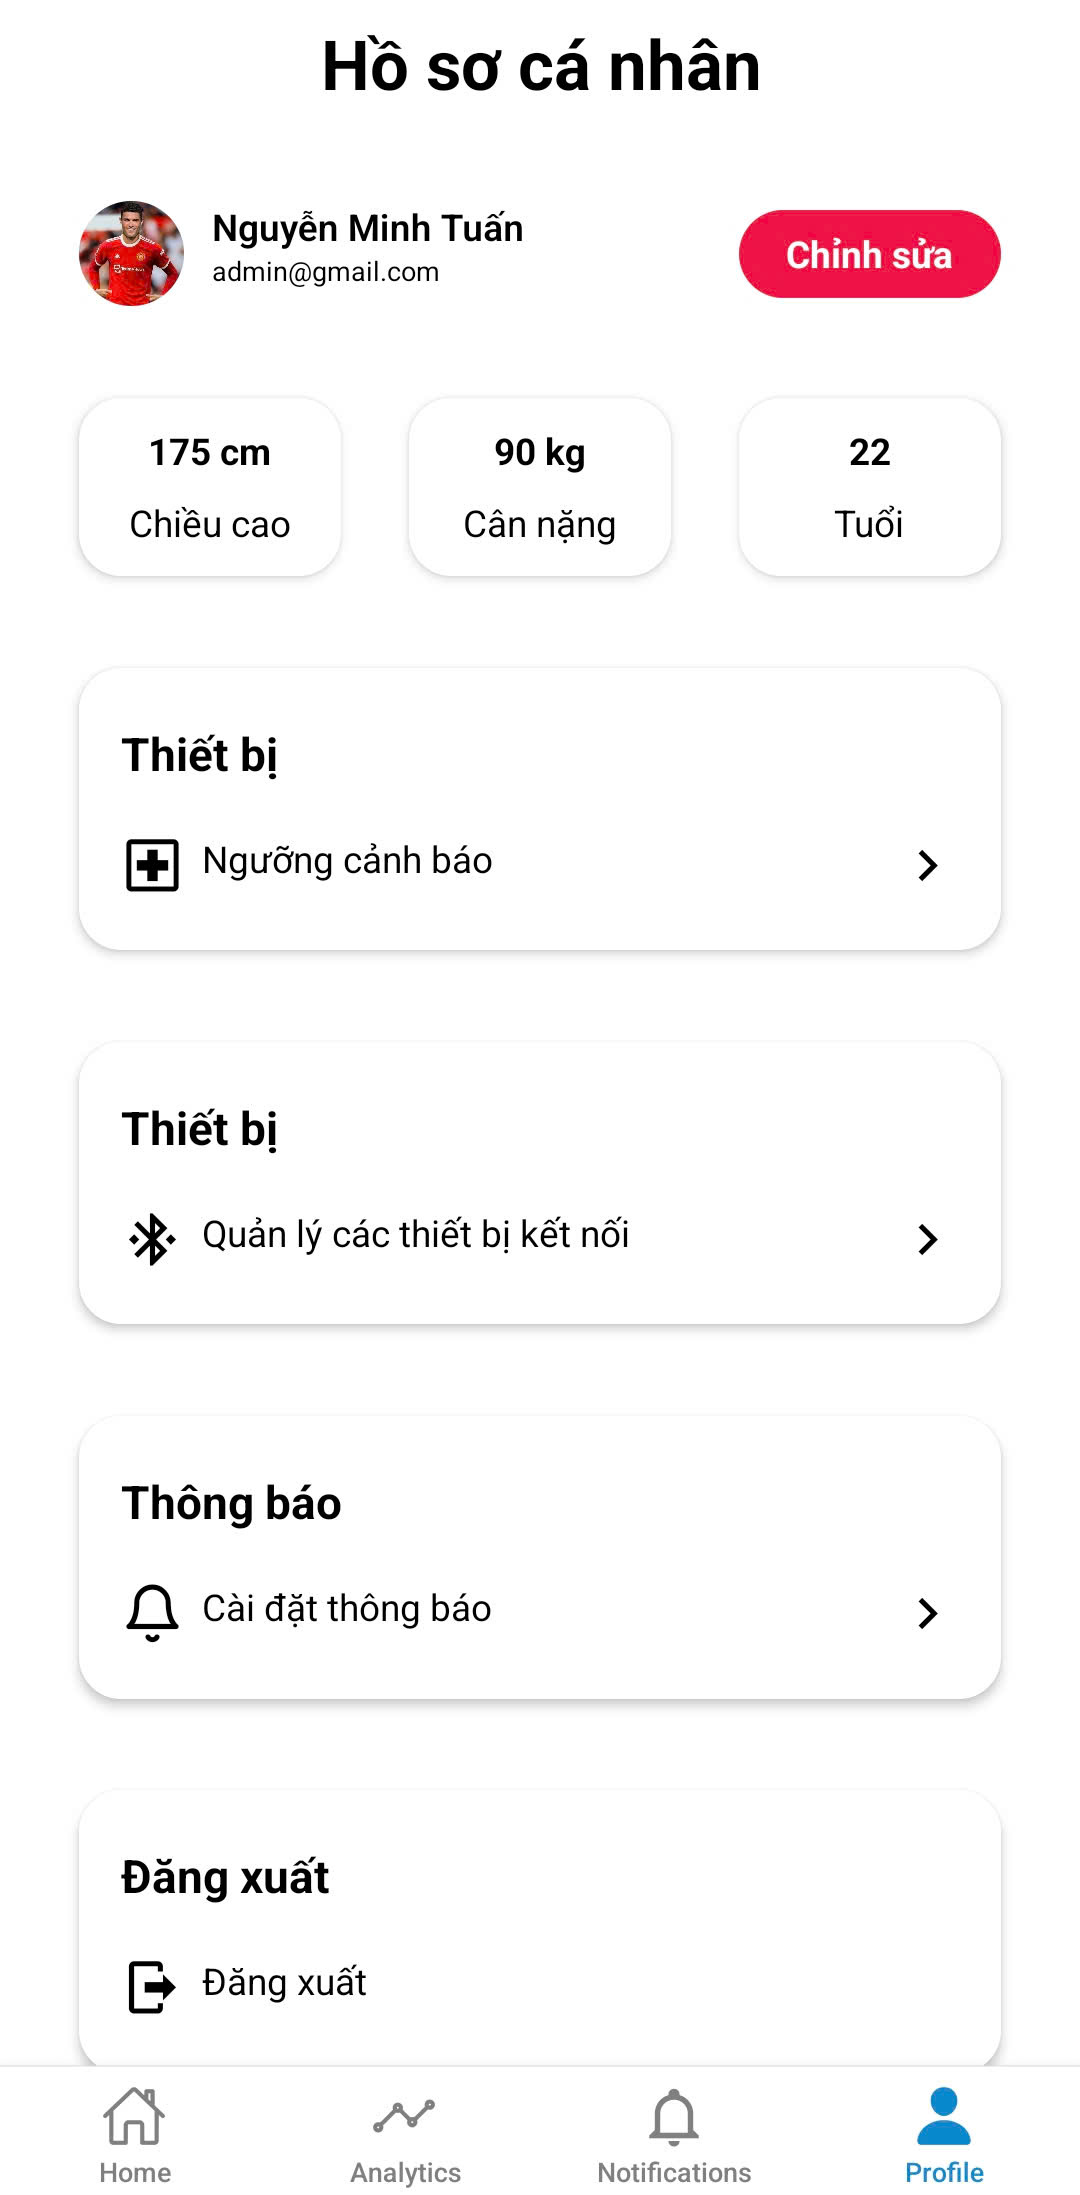 Hồ sơ cá nhân
Nguyễn Minh Tuấn
admin@gmail.com
Chỉnh sửa
175 cm
Chiều cao
90 kg
Cân nặng
22
Tuổi
Thiết bị
Ngưỡng cảnh báo
Thiết bị
Quản lý các thiết bị kết nối
Thông báo
Cài đặt thông báo
Đăng xuất
Đăng xuất
Home
Analytics
Notifications
Profile